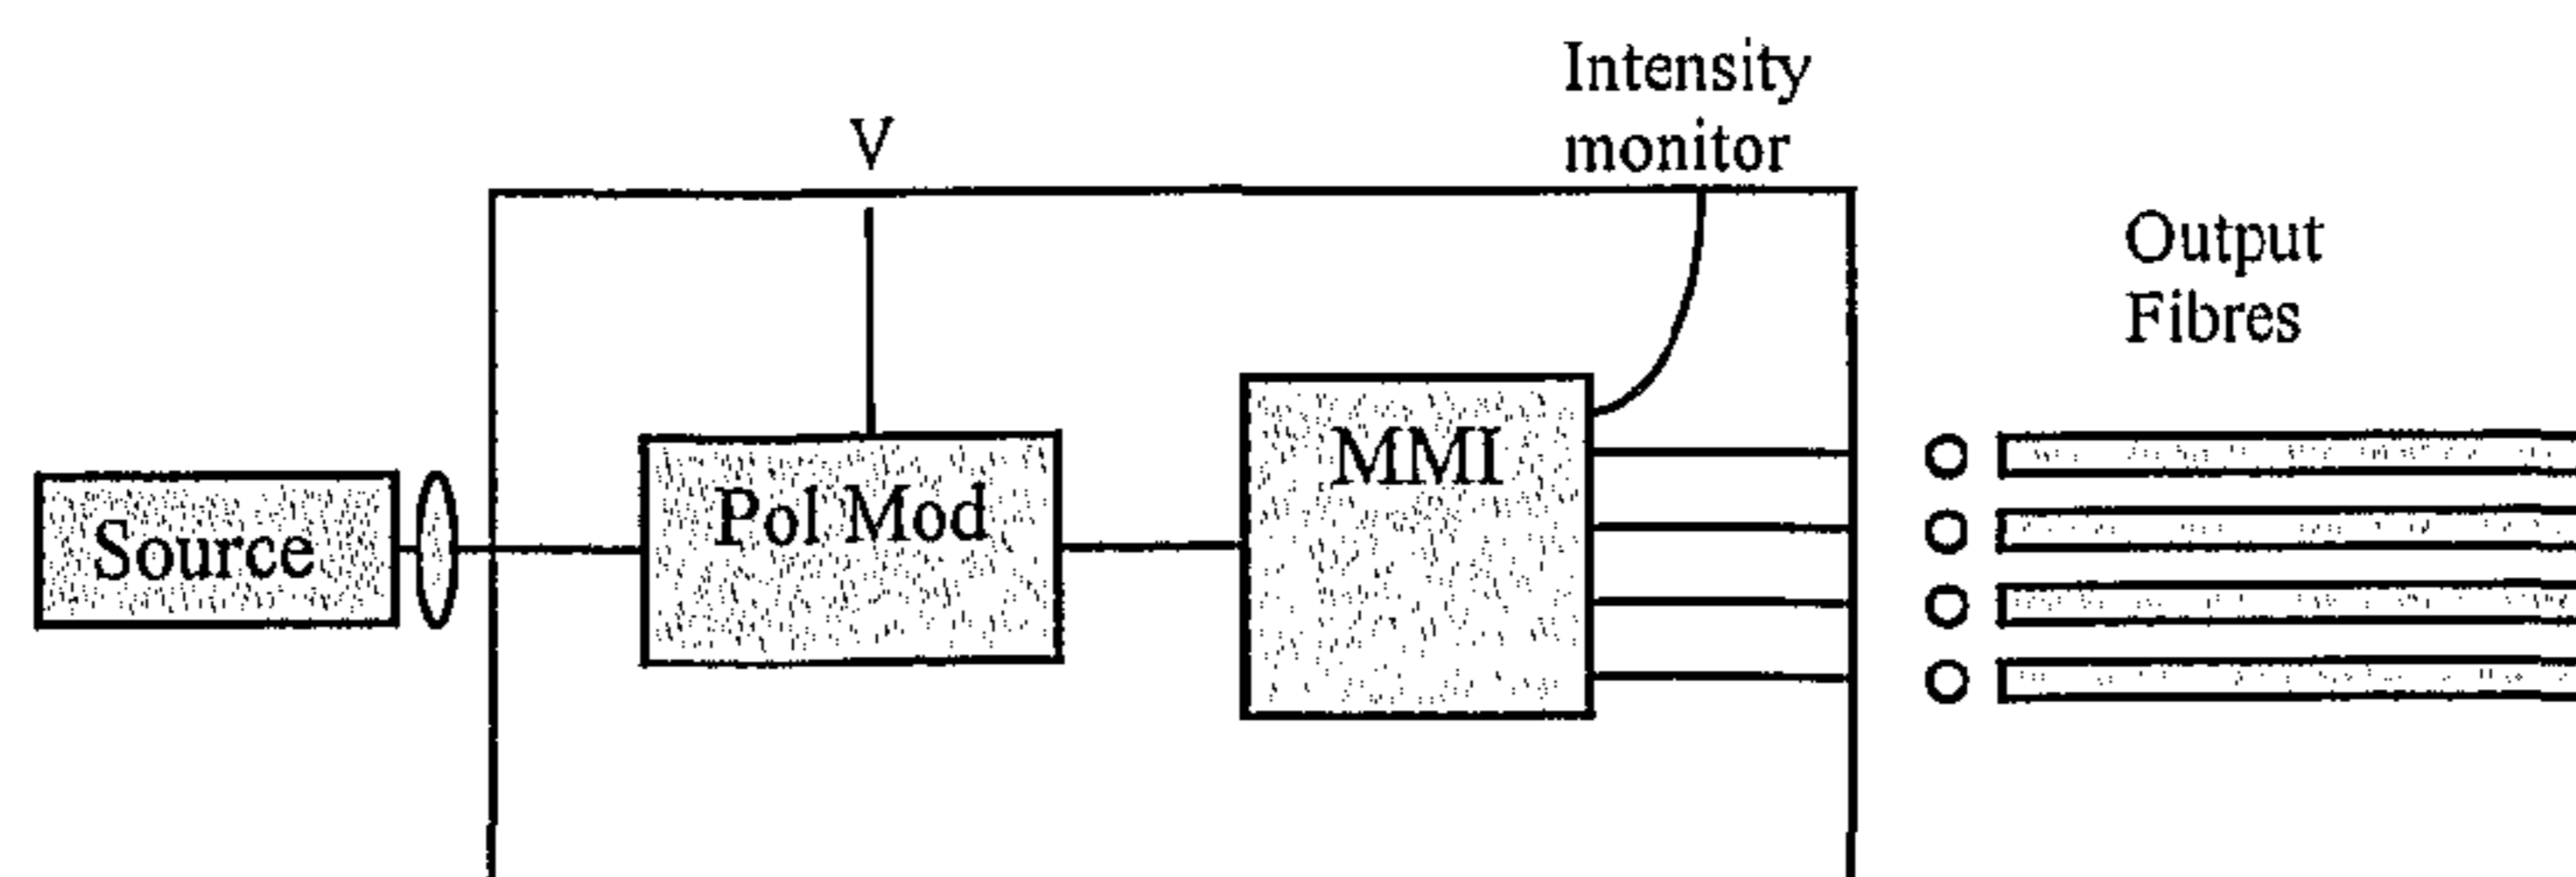 Intensity
monitor
V
Output
Fibres
MMI
Pol Mod
Source